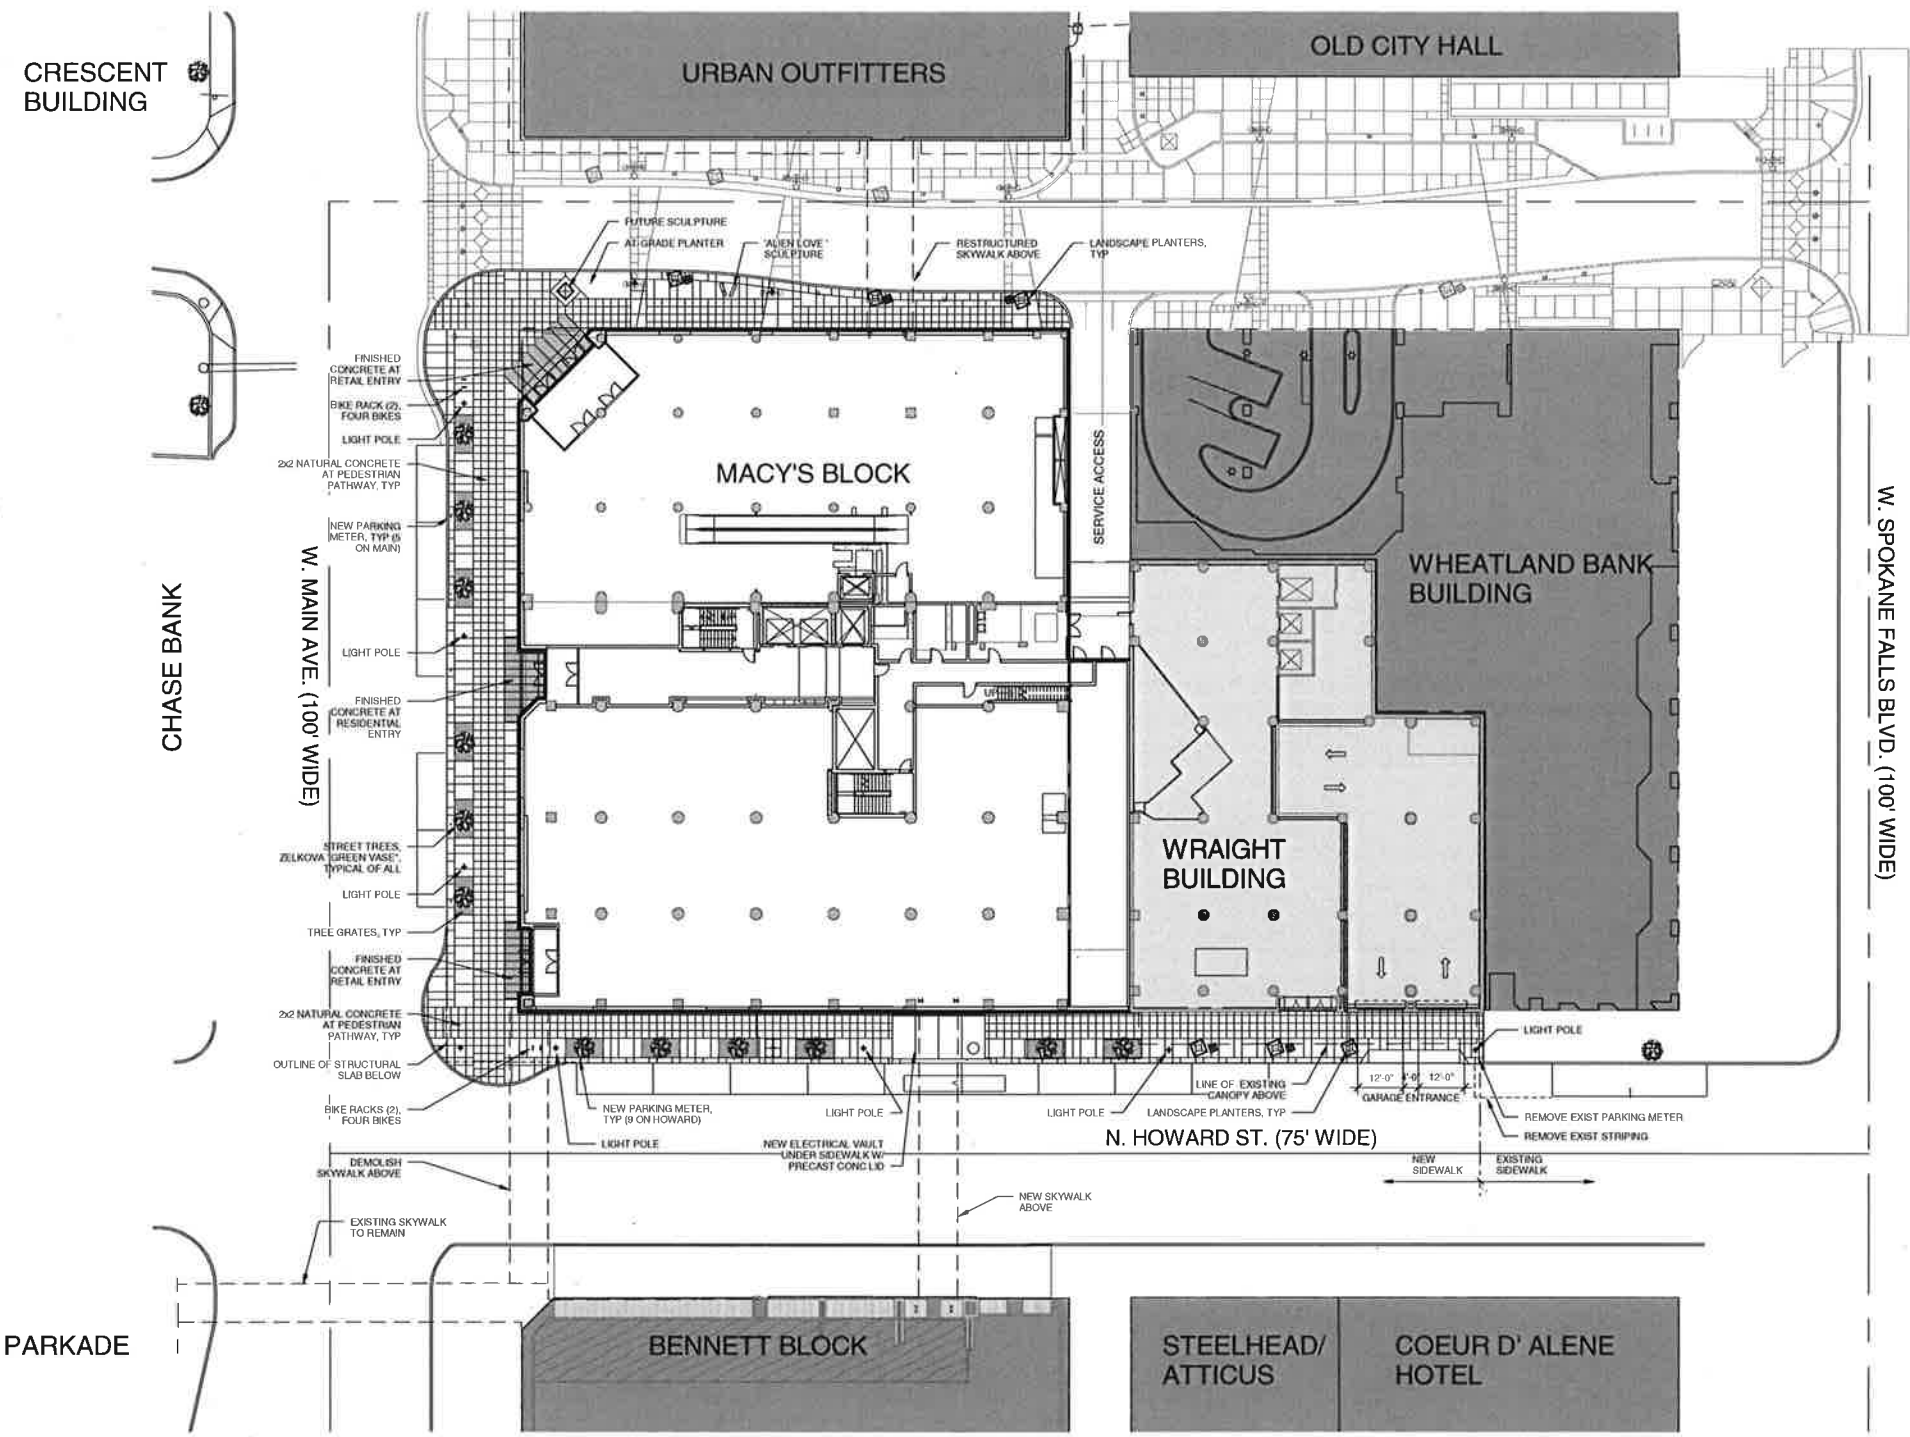 CRESCENT
BUILDING
URBAN OUTFITTERS
OLD CITY HALL
FUTURE SCULPTURE
AT-GRADE PLANTER
"ALIEN LOVE"
SCULPTURE
RESTRUCTURED
SKYWALK ABOVE
LANDSCAPE PLANTERS,
TYP
FINISHED
CONCRETE AT
RETAIL ENTRY
BIKE RACK (2),
FOUR BIKES
LIGHT POLE
2x2 NATURAL CONCRETE
AT PEDESTRIAN
PATHWAY, TYP
NEW PARKING
METER, TYP (5
ON MAIN)
MACY'S BLOCK
SERVICE ACCESS
WHEATLAND BANK
BUILDING
W. SPOKANE FALLS BLVD. (100' WIDE)
CHASE BANK
W. MAIN AVE. (100' WIDE)
LIGHT POLE
FINISHED
CONCRETE AT
RESIDENTIAL
ENTRY
UP
STREET TREES,
ZELKOVA "GREEN VASE",
TYPICAL OF ALL
LIGHT POLE
TREE GRATES, TYP
WRAIGHT
BUILDING
FINISHED
CONCRETE AT
RETAIL ENTRY
2x2 NATURAL CONCRETE
AT PEDESTRIAN
PATHWAY, TYP
OUTLINE OF STRUCTURAL
SLAB BELOW
BIKE RACKS (2),
FOUR BIKES
NEW PARKING METER,
TYP (9 ON HOWARD)
LIGHT POLE
LIGHT POLE
NEW ELECTRICAL VAULT
UNDER SIDEWALK W/
PRECAST CONC LID
LIGHT POLE
LINE OF EXISTING
CANOPY ABOVE
LANDSCAPE PLANTERS, TYP
12'-0" 12'-0"
GARAGE ENTRANCE
LIGHT POLE
REMOVE EXIST PARKING METER
REMOVE EXIST STRIPING
N. HOWARD ST. (75' WIDE)
NEW
SIDEWALK
EXISTING
SIDEWALK
DEMOLISH
SKYWALK ABOVE
NEW SKYWALK
ABOVE
EXISTING SKYWALK
TO REMAIN
PARKADE
BENNETT BLOCK
STEELHEAD/
ATTICUS
COEUR D' ALENE
HOTEL